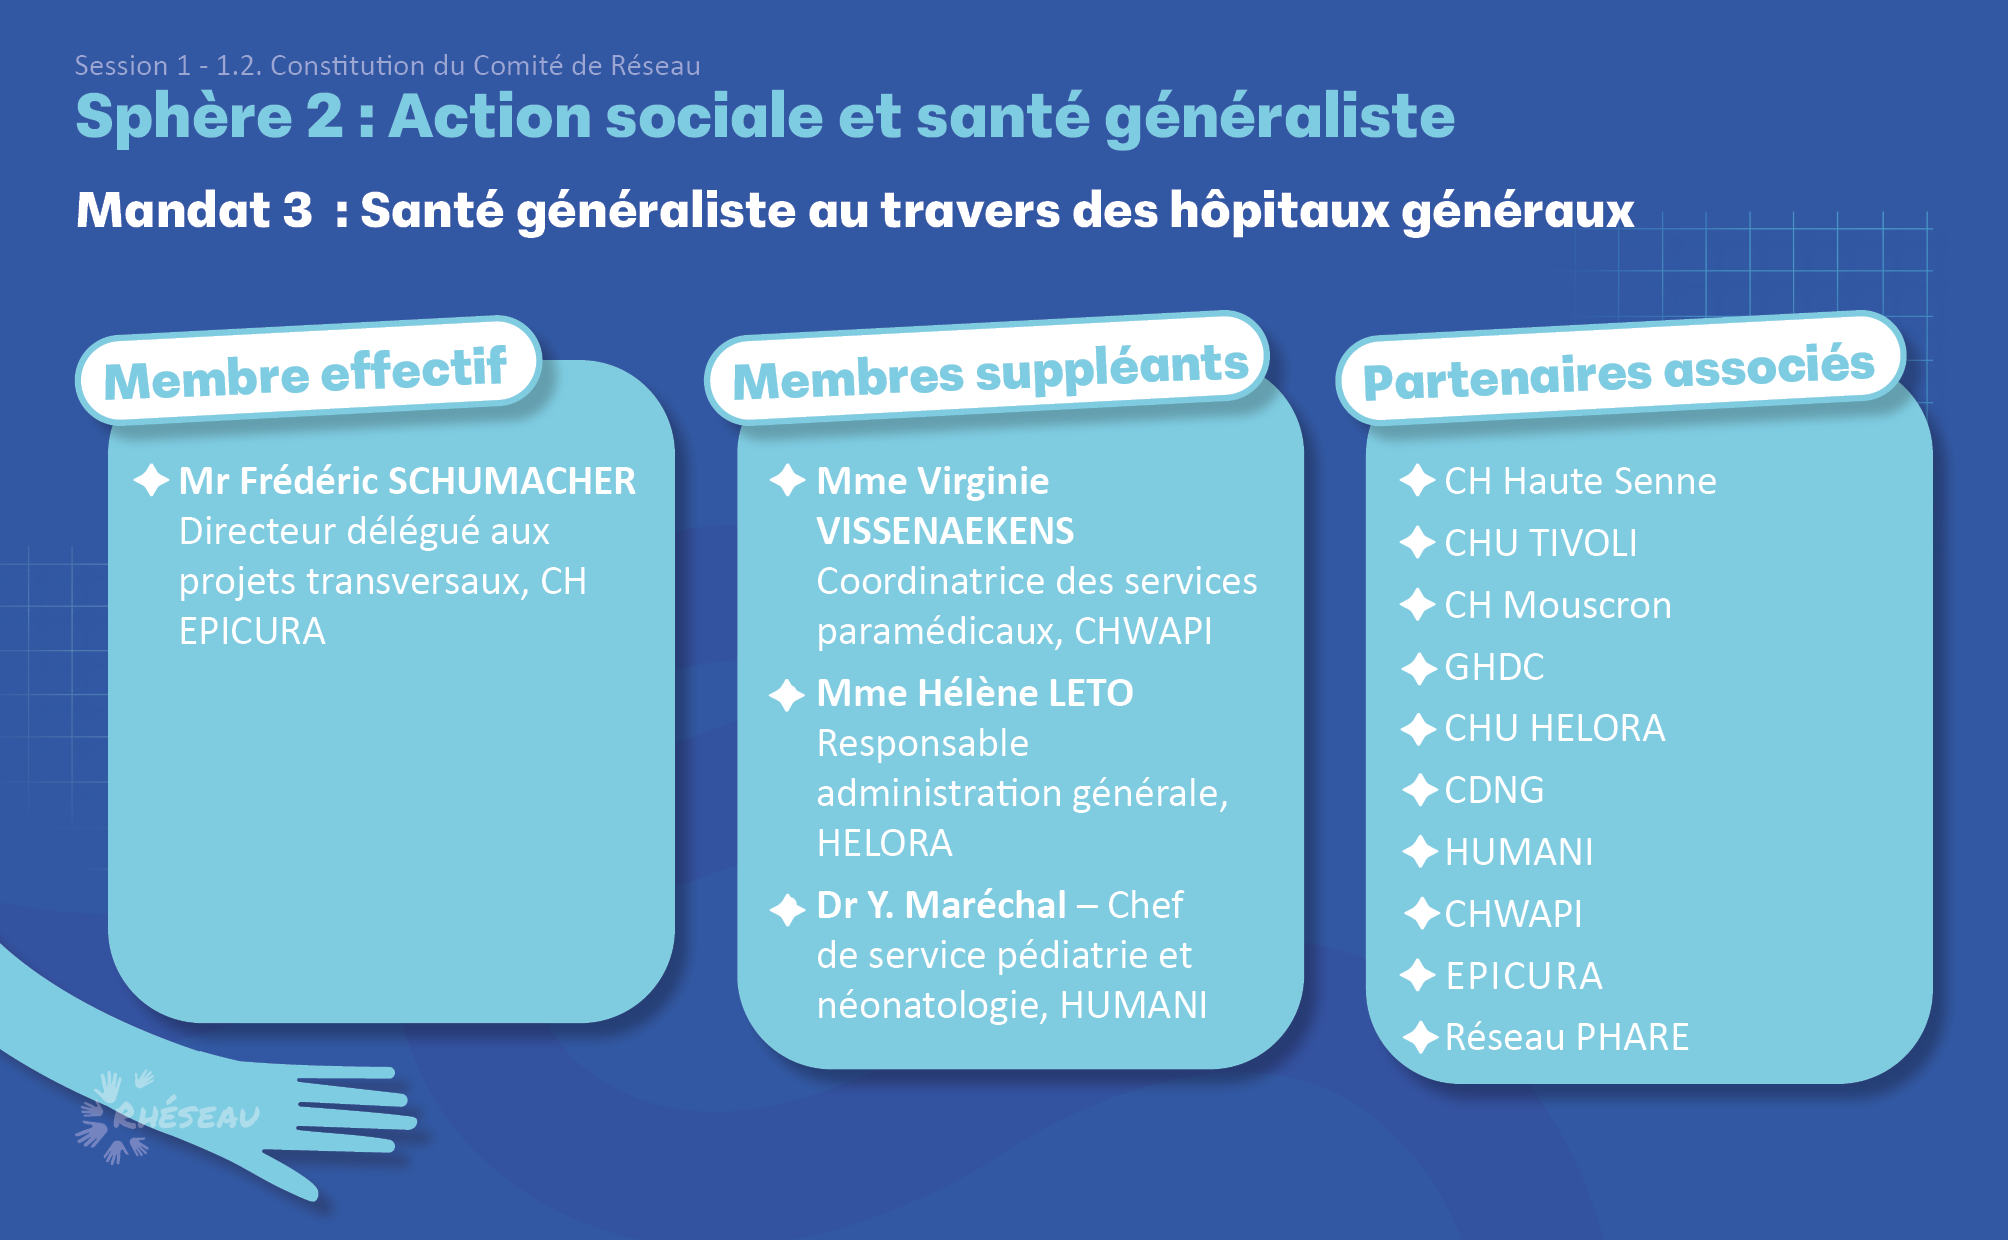 Session 1 - 1.2. Constitution du Comité de Réseau
Sphère 2 : Action sociale et santé généraliste
Mandat 3 : Santé généraliste au travers des hôpitaux généraux
Membre effectif
Mr Frédéric SCHUMACHER
Directeur délégué aux
projets transversaux, CH
EPICURA
Membres suppléants
Mme Virginie
VISSENAEKENS
Coordinatrice des services
paramédicaux, CHWAPI
Mme Hélène LETO
Responsable
administration générale,
HELORA
Dr Y. Maréchal – Chef
de service pédiatrie et
néonatologie, HUMANI
Partenaires associés
CH Haute Senne
CHU TIVOLI
CH Mouscron
GHDC
CHU HELORA
CDNG
HUMANI
CHWAPI
EPICURA
Réseau PHARE
RHÉSEAU